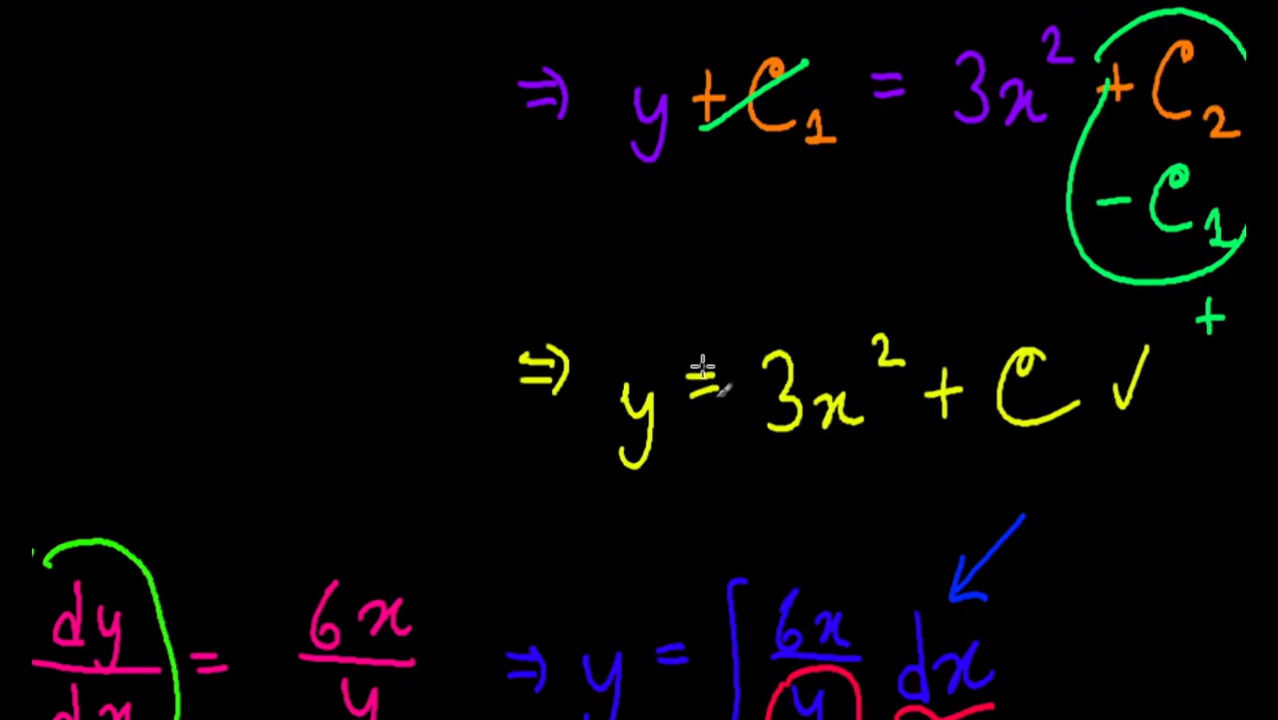 ⇒ y + C₁ = 3x² + C₂
- C₁
+
⇒ y = 3x² + C ✓
dy/dx = 6x/y ⇒ y = ∫ 6x/y dx